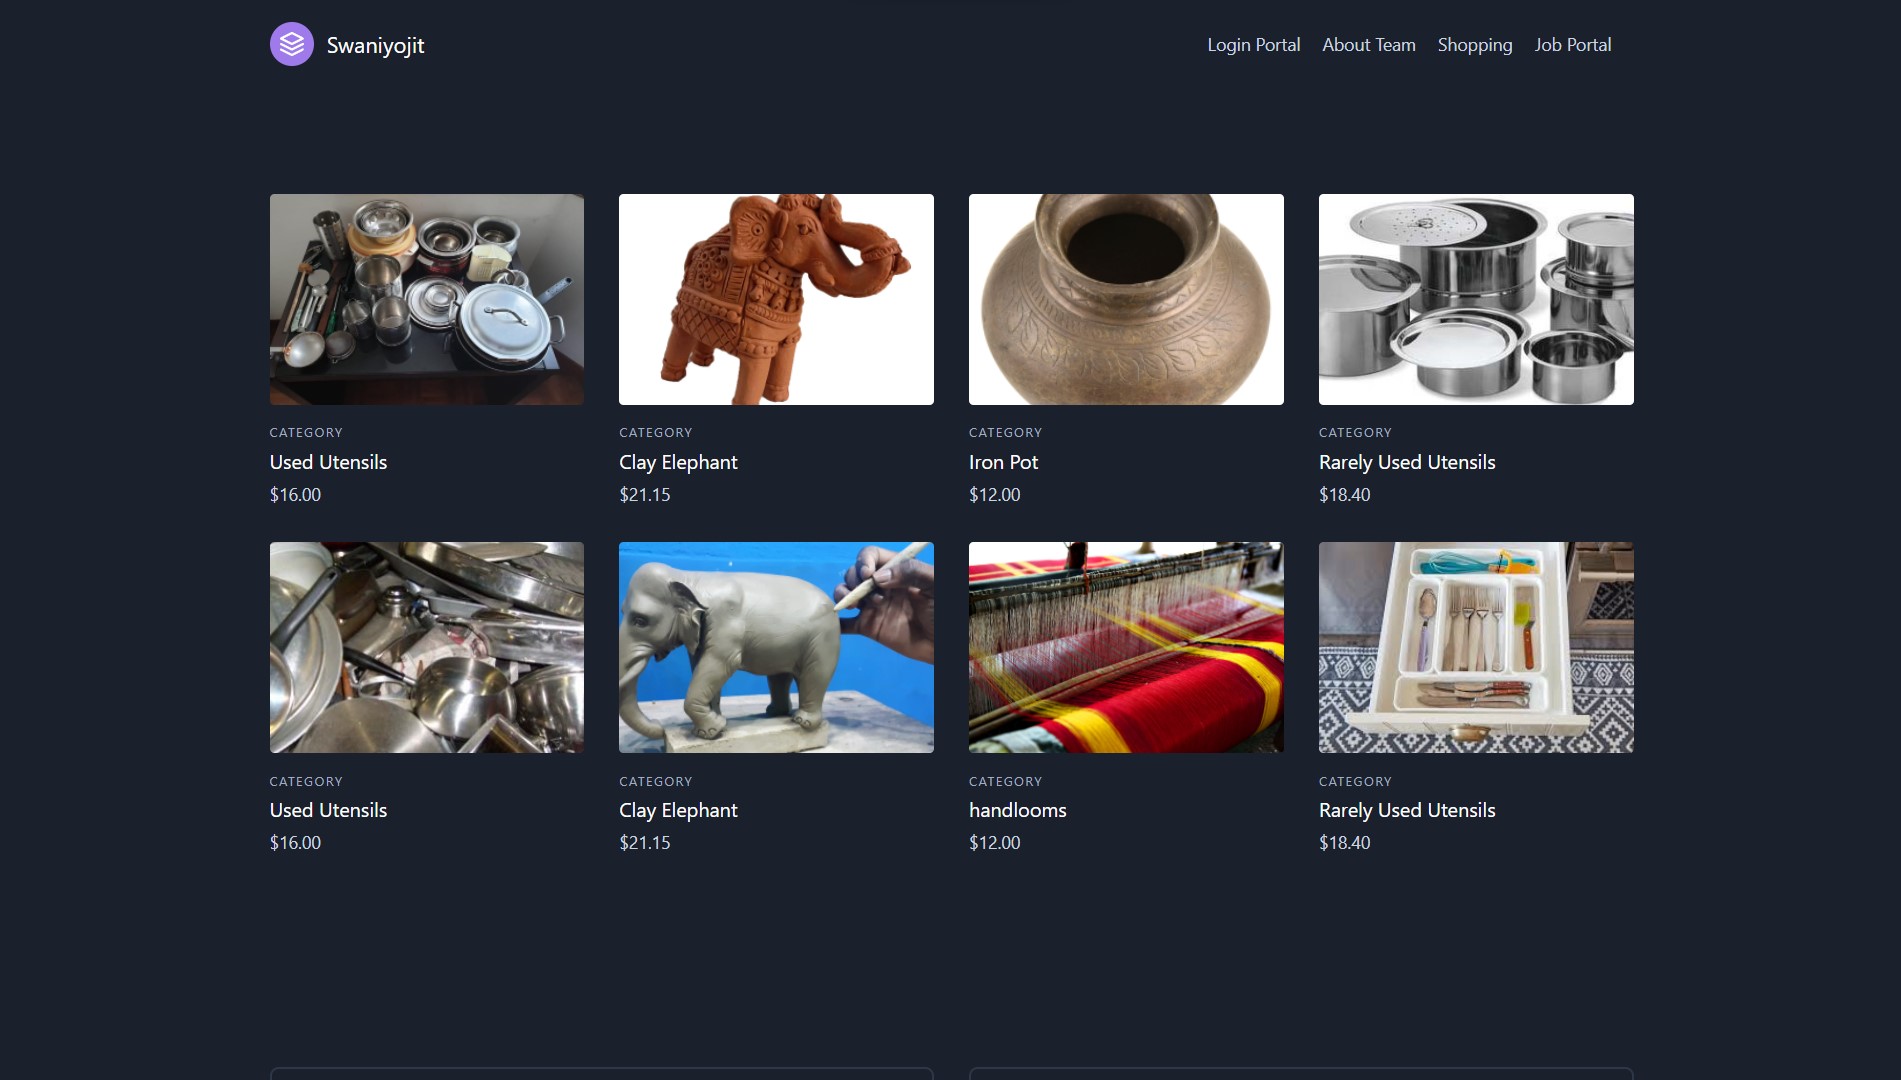 Swaniyojit
Login Portal About Team Shopping Job Portal
CATEGORY
Used Utensils
$16.00
CATEGORY
Clay Elephant
$21.15
CATEGORY
Iron Pot
$12.00
CATEGORY
Rarely Used Utensils
$18.40
CATEGORY
Used Utensils
$16.00
CATEGORY
Clay Elephant
$21.15
CATEGORY
handlooms
$12.00
CATEGORY
Rarely Used Utensils
$18.40